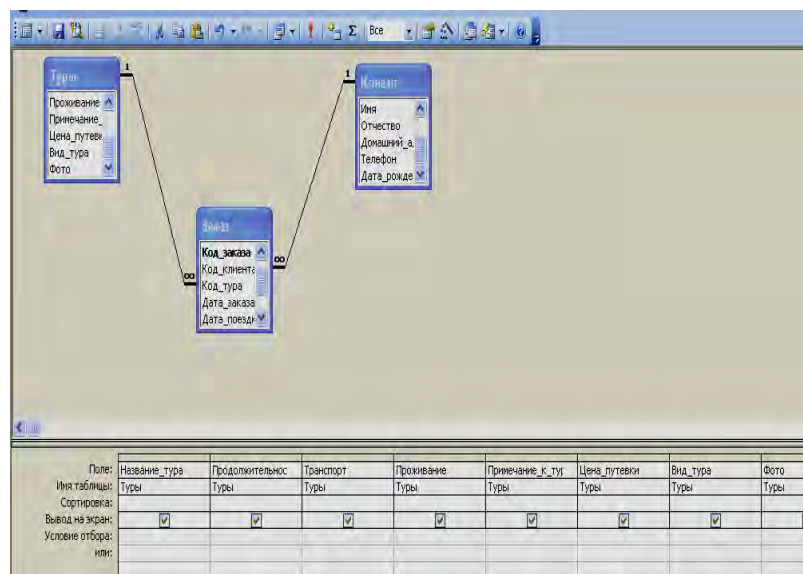 Все
Туры
Проживание
Примечание_
Цена_путевк
Вид_тура
Фото
1
1
Клиент
Имя
Отчество
Домашний_а
Телефон
Дата_рожде
Заказ
Код_заказа
Код_клиента
Код_тура
Дата_заказа
Дата_поездк
∞
∞
Поле: Название_тура Продолжительнос Транспорт Проживание Примечание_к_тур Цена_путевки Вид_тура Фото
Имя таблицы: Туры Туры Туры Туры Туры Туры Туры Туры
Сортировка:
Вывод на экран:
Условие отбора:
или: